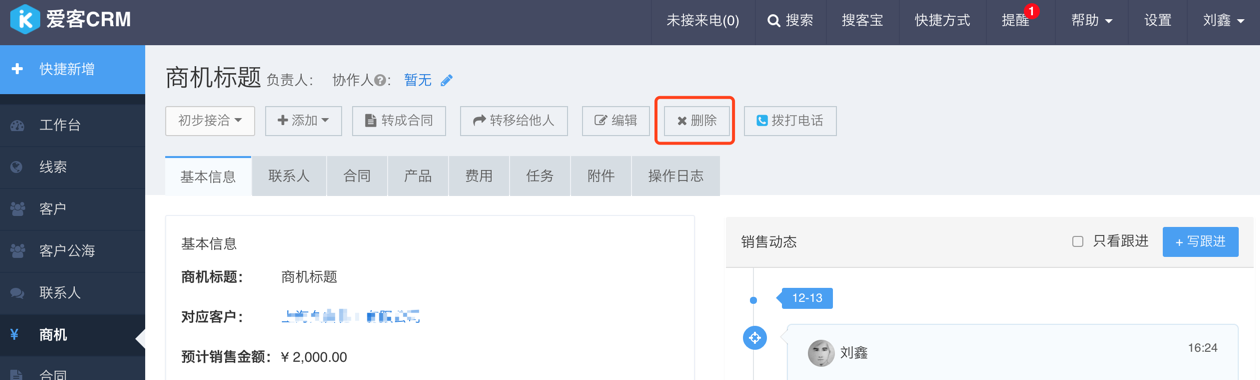 爱客CRM
未接来电(0) 搜索 搜客宝 快捷方式 提醒 1 帮助 设置 刘鑫
快捷新增
工作台
线索
客户
客户公海
联系人
¥ 商机
合同
商机标题 负责人： 协作人?： 暂无
初步接洽 添加 转成合同 转移给他人 编辑 删除 拨打电话
基本信息 联系人 合同 产品 费用 任务 附件 操作日志
基本信息
商机标题： 商机标题
对应客户：
预计销售金额： ¥ 2,000.00
销售动态 只看跟进 + 写跟进
12-13
刘鑫 16:24